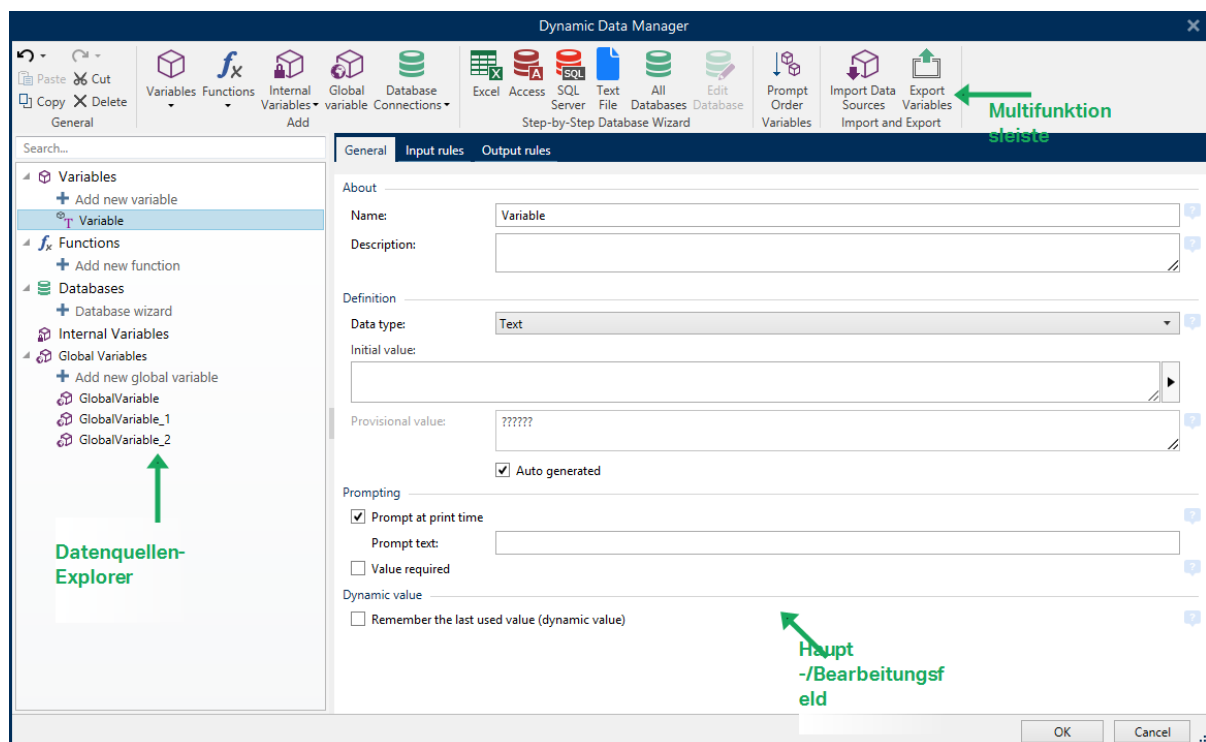 Dynamic Data Manager
Paste Cut
Copy Delete
General
Variables Functions Internal Variables Global variable Database Connections
Add
Excel Access SQL Server Text File All Databases Edit Database
Step-by-Step Database Wizard
Prompt Order
Variables
Import Data Sources Export Variables
Import and Export
Multifunktion
sleiste
Search...
General Input rules Output rules
Variables
Add new variable
Variable
Functions
Add new function
Databases
Database wizard
Internal Variables
Global Variables
Add new global variable
GlobalVariable
GlobalVariable_1
GlobalVariable_2
Datenquellen-
Explorer
About
Name: Variable
Description:
Definition
Data type: Text
Initial value:
Provisional value: ??????
Auto generated
Prompting
Prompt at print time
Prompt text:
Value required
Dynamic value
Remember the last used value (dynamic value)
Haupt
-/Bearbeitungsf
eld
OK Cancel